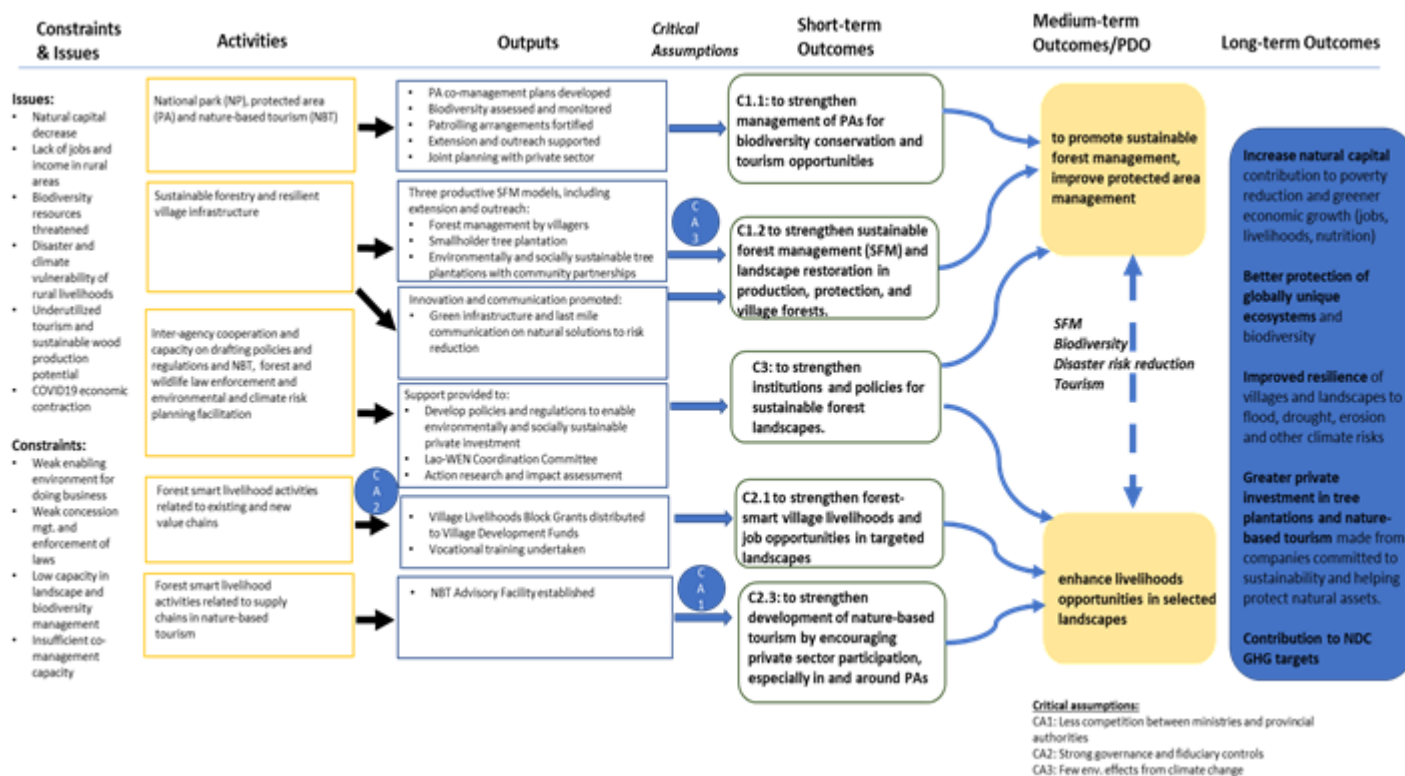 Constraints
& Issues
Activities
Outputs
Critical
Assumptions
Short-term
Outcomes
Medium-term
Outcomes/PDO
Long-term Outcomes
Issues:
• Natural capital
decrease
• Lack of jobs and
income in rural
areas
• Biodiversity
resources
threatened
• Disaster and
climate
vulnerability of
rural livelihoods
• Underutilized
tourism and
sustainable wood
production
potential
• COVID19 economic
contraction
Constraints:
• Weak enabling
environment for
doing business
• Weak concession
mgt. and
enforcement of
laws
• Low capacity in
landscape and
biodiversity
management
• Insufficient co-
management
capacity
National park (NP), protected area
(PA) and nature-based tourism (NBT)
Sustainable forestry and resilient
village infrastructure
Inter-agency cooperation and
capacity on drafting policies and
regulations and NBT, forest and
wildlife law enforcement and
environmental and climate risk
planning facilitation
Forest smart livelihood activities
related to existing and new
value chains
Forest smart livelihood
activities related to supply
chains in nature-based
tourism
• PA co-management plans developed
• Biodiversity assessed and monitored
• Patrolling arrangements fortified
• Extension and outreach supported
• Joint planning with private sector
Three productive SFM models, including
extension and outreach:
• Forest management by villagers
• Smallholder tree plantation
• Environmentally and socially sustainable tree
plantations with community partnerships
Innovation and communication promoted:
• Green infrastructure and last mile
communication on natural solutions to risk
reduction
Support provided to:
• Develop policies and regulations to enable
environmentally and socially sustainable
private investment
• Lao-WEN Coordination Committee
• Action research and impact assessment
C
A
2
• Village Livelihoods Block Grants distributed
to Village Development Funds
• Vocational training undertaken
• NBT Advisory Facility established
C
A
3
C
A
1
C1.1: to strengthen
management of PAs for
biodiversity conservation and
tourism opportunities
C1.2 to strengthen sustainable
forest management (SFM) and
landscape restoration in
production, protection, and
village forests.
C3: to strengthen
institutions and policies for
sustainable forest
landscapes.
C2.1 to strengthen forest-
smart village livelihoods and
job opportunities in targeted
landscapes
C2.3: to strengthen
development of nature-based
tourism by encouraging
private sector participation,
especially in and around PAs
to promote sustainable
forest management,
improve protected area
management
SFM
Biodiversity
Disaster risk reduction
Tourism
enhance livelihoods
opportunities in selected
landscapes
Increase natural capital
contribution to poverty
reduction and greener
economic growth (jobs,
livelihoods, nutrition)
Better protection of
globally unique
ecosystems and
biodiversity
Improved resilience of
villages and landscapes to
flood, drought, erosion
and other climate risks
Greater private
investment in tree
plantations and nature-
based tourism made from
companies committed to
sustainability and helping
protect natural assets.
Contribution to NDC
GHG targets
Critical assumptions:
CA1: Less competition between ministries and provincial
authorities
CA2: Strong governance and fiduciary controls
CA3: Few env. effects from climate change